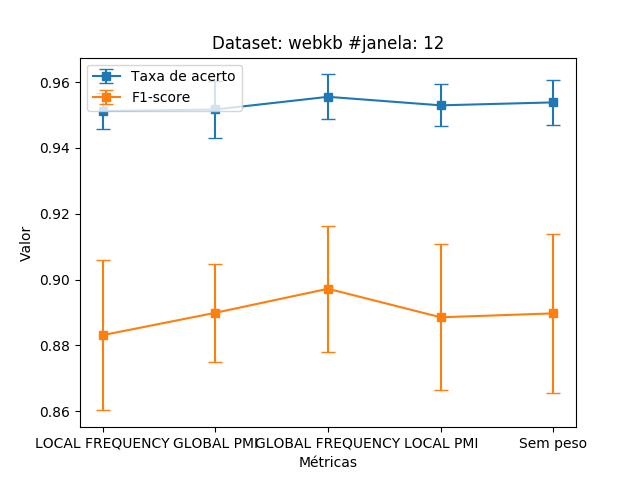 Dataset: webkb #janela: 12
Taxa de acerto
F1-score
0.96
0.94
0.92
0.90
0.88
0.86
Valor
LOCAL FREQUENCY GLOBAL PMI GLOBAL FREQUENCY LOCAL PMI Sem peso
Métricas